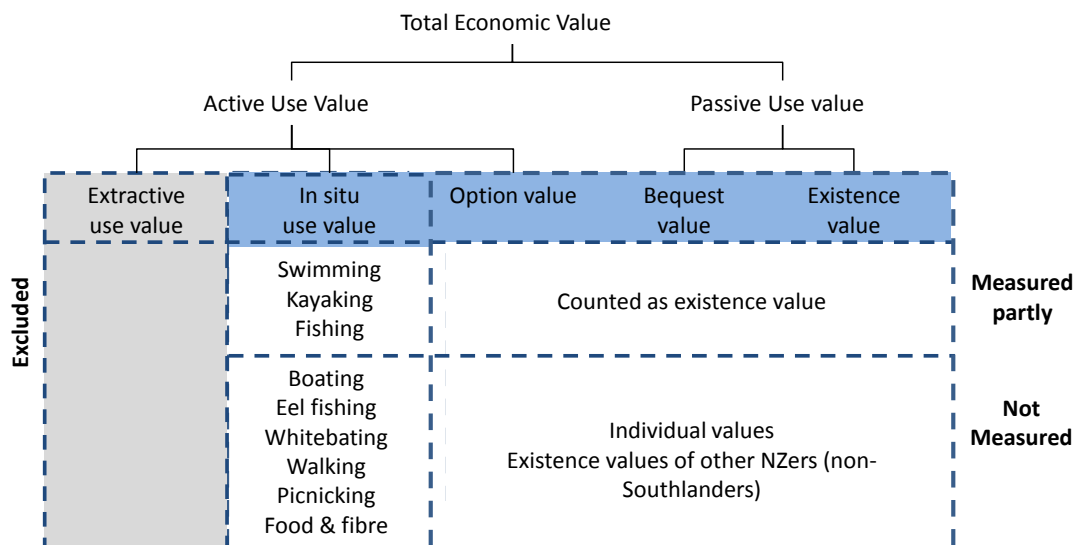 Total Economic Value
Active Use Value
Passive Use value
Extractive
use value
In situ
use value
Option value
Bequest
value
Existence
value
Excluded
Swimming
Kayaking
Fishing
Counted as existence value
Measured
partly
Boating
Eel fishing
Whitebating
Walking
Picnicking
Food & fibre
Individual values
Existence values of other NZers (non-
Southlanders)
Not
Measured